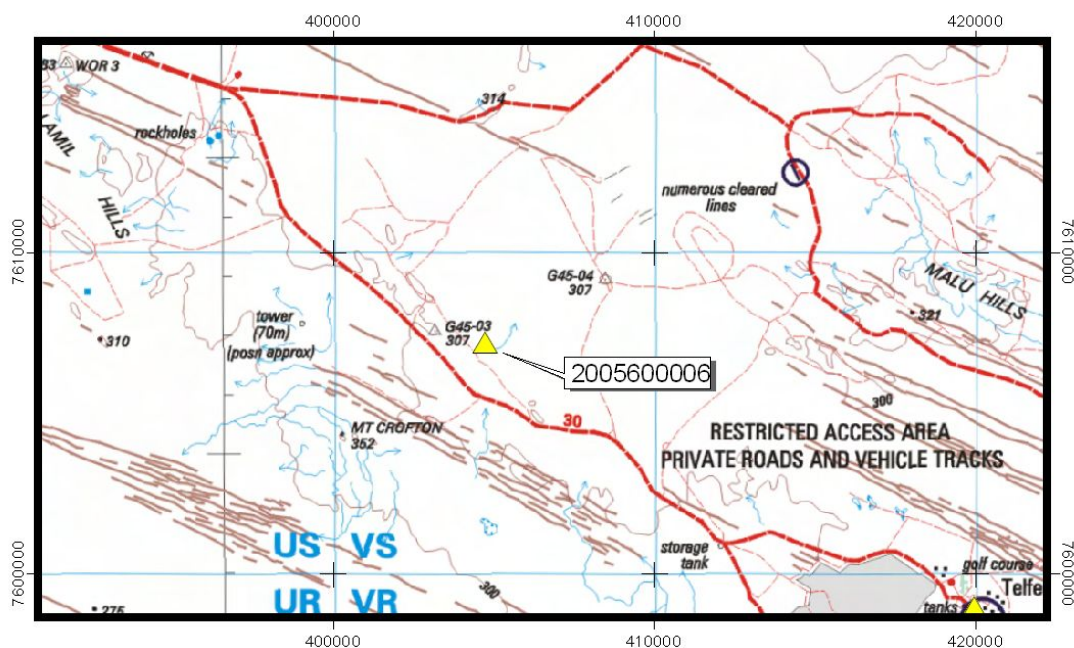 400000
410000
420000
33
WOR 3
314
rockholes
LAMIL
HILLS
numerous cleared
lines
7610000
7610000
G45-04
307
MALU HILLS
321
tower
(70m)
(posn approx)
G45-03
307
310
2005600006
300
30
MT CROFTON
352
RESTRICTED ACCESS AREA
PRIVATE ROADS AND VEHICLE TRACKS
US VS
storage
tank
golf course
7600000
7600000
Telfe
300
UR VR
275
tanks
400000
410000
420000